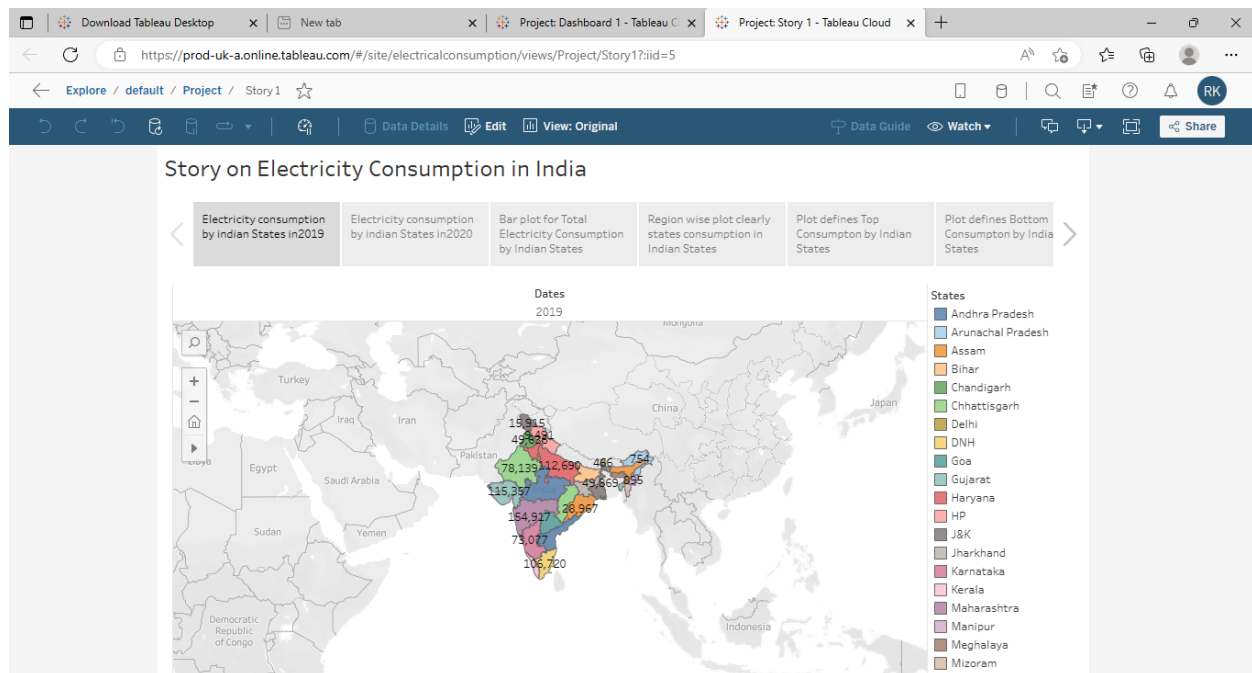 Download Tableau Desktop
New tab
Project: Dashboard 1 - Tableau C
Project: Story 1 - Tableau Cloud
https://prod-uk-a.online.tableau.com/#/site/electricalconsumption/views/Project/Story1?:iid=5
Explore / default / Project / Story 1
RK
Data Details
Edit
View: Original
Data Guide
Watch
Share
Story on Electricity Consumption in India
Electricity consumption
by indian States in2019
Electricity consumption
by indian States in2020
Bar plot for Total
Electricity Consumption
by Indian States
Region wise plot clearly
states consumption in
Indian States
Plot defines Top
Consumpton by Indian
States
Plot defines Bottom
Consumpton by India
States
Dates
2019
Mongolia
Turkey
China
Japan
Iraq
Iran
Pakistan
Libya
Egypt
Saudi Arabia
India
Sudan
Yemen
Democratic
Republic
of Congo
Indonesia
15,915
9,491
78,139
112,690
466
754
49,869
895
115,357
154,917
28,967
73,077
106,720
States
Andhra Pradesh
Arunachal Pradesh
Assam
Bihar
Chandigarh
Chhattisgarh
Delhi
DNH
Goa
Gujarat
Haryana
HP
J&K
Jharkhand
Karnataka
Kerala
Maharashtra
Manipur
Meghalaya
Mizoram